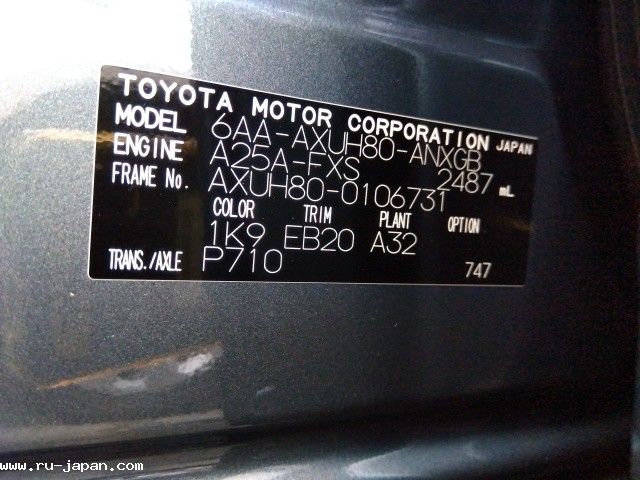 TOYOTA MOTOR CORPORATION JAPAN
MODEL 6AA-AXUH80-ANXGB
ENGINE A25A-FXS 2487 mL
FRAME No. AXUH80-0106731
COLOR TRIM PLANT OPTION
1K9 EB20 A32
TRANS./AXLE P710 747
www.ru-japan.com